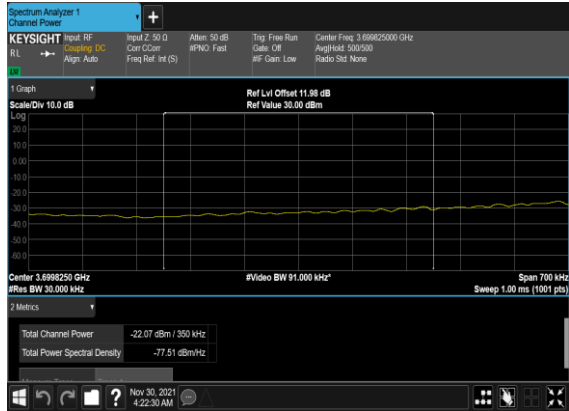 Spectrum Analyzer 1
Channel Power
+
KEYSIGHT Input: RF Input Z: 50 Ω Atten: 50 dB Trig: Free Run Center Freq: 3.699825000 GHz
RL Coupling: DC Corr CCorr #PNO: Fast Gate: Off Avg|Hold: 500/500
Align: Auto Freq Ref: Int (S) #IF Gain: Low Radio Std: None
1 Graph
Ref Lvl Offset 11.98 dB
Scale/Div 10.0 dB Ref Value 30.00 dBm
Log
20.0
10.0
0.00
-10.0
-20.0
-30.0
-40.0
-50.0
-60.0
Center 3.6998250 GHz #Video BW 91.000 kHz* Span 700 kHz
#Res BW 30.000 kHz Sweep 1.00 ms (1001 pts)
2 Metrics
Total Channel Power -22.07 dBm / 350 kHz
Total Power Spectral Density -77.51 dBm/Hz
?
Nov 30, 2021
4:22:30 AM